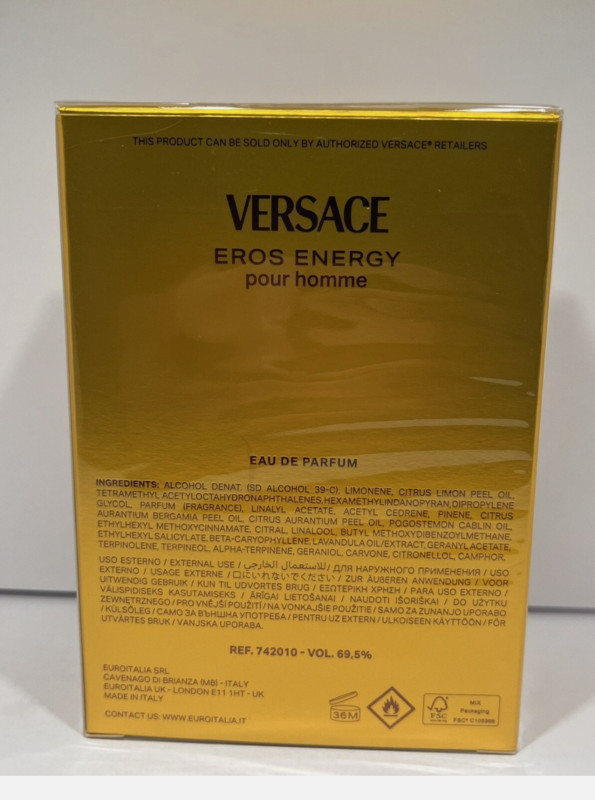 THIS PRODUCT CAN BE SOLD ONLY BY AUTHORIZED VERSACE® RETAILERS
VERSACE
EROS ENERGY
pour homme
EAU DE PARFUM
INGREDIENTS: ALCOHOL DENAT. (SD ALCOHOL 39-C), LIMONENE, CITRUS LIMON PEEL OIL,
TETRAMETHYL ACETYLOCTAHYDRONAPHTHALENES, HEXAMETHYLINDANOPYRAN, DIPROPYLENE
GLYCOL, PARFUM (FRAGRANCE), LINALYL ACETATE, ACETYL CEDRENE, PINENE, CITRUS
AURANTIUM BERGAMIA PEEL OIL, CITRUS AURANTIUM PEEL OIL, POGOSTEMON CABLIN OIL,
ETHYLHEXYL METHOXYCINNAMATE, CITRAL, LINALOOL, BUTYL METHOXYDIBENZOYLMETHANE,
ETHYLHEXYL SALICYLATE, BETA-CARYOPHYLLENE, LAVANDULA OIL/EXTRACT, GERANYL ACETATE,
TERPINOLENE, TERPINEOL, ALPHA-TERPINENE, GERANIOL, CARVONE, CITRONELLOL, CAMPHOR.
USO ESTERNO / EXTERNAL USE / للاستعمال الخارجي / ДЛЯ НАРУЖНОГО ПРИМЕНЕНИЯ / USO
EXTERNO / USAGE EXTERNE / 口にいれないでください / ZUR ÄUßEREN ANWENDUNG / VOOR
UITWENDIG GEBRUIK / KUN TIL UDVORTES BRUG / ΕΞΩΤΕΡΙΚΗ ΧΡΗΣΗ / PARA USO EXTERNO /
VÄLISPIDISEKS KASUTAMISEKS / ĀRĪGAI LIETOŠANAI / NAUDOTI IŠORIŠKAI / DO UŻYTKU
ZEWNĘTRZNEGO / PRO VNĚJŠÍ POUŽITÍ / NA VONKAJŠIE POUŽITIE / SAMO ZA ZUNANJO UPORABO
/ KÜLSŐLEG / САМО ЗА ВЪНШНА УПОТРЕБА / PENTRU UZ EXTERN / ULKOISEEN KÄYTTÖÖN / FÖR
UTVÄRTES BRUK / VANJSKA UPORABA.
REF. 742010 - VOL. 69,5%
EUROITALIA SRL
CAVENAGO DI BRIANZA (MB) - ITALY
EUROITALIA UK - LONDON E11 1HT - UK
MADE IN ITALY
CONTACT US: WWW.EUROITALIA.IT
36M
FSC
MIX
Packaging